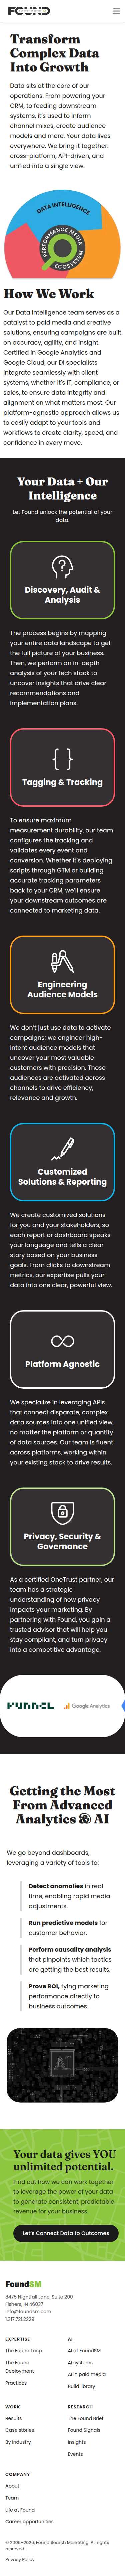 FOUND
Transform
Complex Data
Into Growth
Data sits at the core of our
operations. From powering your
CRM, to feeding downstream
systems, it's used to inform
channel mixes, create audience
models and more. Your data lives
everywhere. We bring it together:
cross-platform, API-driven, and
unified into a single view.
DATA INTELLIGENCE
PERFORMANCE
ECOSYSTEM
How We Work
Our Data Intelligence team serves as a
catalyst to paid media and creative
solutions, ensuring campaigns are built
on accuracy, agility, and insight.
Certified in Google Analytics and
Google Cloud, our DI specialists
integrate seamlessly with client
systems, whether it's IT, compliance, or
sales, to ensure data integrity and
alignment on what matters most. Our
platform-agnostic approach allows us
to easily adapt to your tools and
workflows to create clarity, speed, and
confidence in every move.
Your Data + Our
Intelligence
Let Found unlock the potential of your
data.
Discovery, Audit &
Analysis
The process begins by mapping
your entire data landscape to get
the full picture of your business.
Then, we perform an in-depth
analysis of your tech stack to
uncover insights that drive clear
recommendations and
implementation plans.
Tagging & Tracking
To ensure maximum
measurement durability, our team
configures the tracking and
validates every event and
conversion. Whether it's deploying
scripts through GTM or building
accurate tracking parameters
back to your CRM, we'll ensure
your downstream outcomes are
connected to marketing data.
Engineering
Audience Models
We don't just use data to activate
campaigns; we engineer high-
intent audience models that
uncover your most valuable
customers with precision. Those
audiences are activated across
channels to drive efficiency,
relevance and growth.
Customized
Solutions & Reporting
We create customized solutions
for you and your stakeholders, so
each report or dashboard speaks
their language and tells a clear
story based on your business
goals. From clicks to downstream
metrics, our expertise pulls your
data into one clear, powerful view.
Platform Agnostic
We specialize in leveraging APIs
that connect disparate, complex
data sources into a unified view,
no matter the platform or quantity
of data sources. Our team is fluent
across platforms, working within
your existing stack to drive results.
Privacy, Security &
Governance
As a certified OneTrust partner, our
team has a strategic
understanding of how privacy
impacts your marketing. By
partnering with Found, you gain a
trusted advisor that will help you
stay compliant, and turn privacy
into a competitive advantage.
FUNNEL
Google Analytics
Getting the Most
From Advanced
Analytics & AI
We go beyond dashboards,
leveraging a variety of tools to:
Detect anomalies in real
time, enabling rapid media
adjustments.
Run predictive models for
customer behavior.
Perform causality analysis
that pinpoints which tactics
are getting the best results.
Prove ROI, tying marketing
performance directly to
business outcomes.
AI
Your data gives YOU
unlimited potential.
Find out how we can work together
to leverage the power of your data
to generate consistent, predictable
revenue for your business.
Let's Connect Data to Outcomes
FoundSM
11475 Nightfall Lane, Suite 200
Fishers, IN 46037
info@foundsm.com
1.317.721.2229
EXPERTISE
The Found Loop
The Found
Deployment
Practices
AI
AI at FoundSM
AI systems
AI in paid media
Build library
WORK
Results
Case stories
By industry
RESEARCH
The Found Brief
Found Signals
Insights
Events
COMPANY
About
Team
Life at Found
Career opportunities
© 2006–2026, Found Search Marketing. All rights
reserved.
Privacy Policy